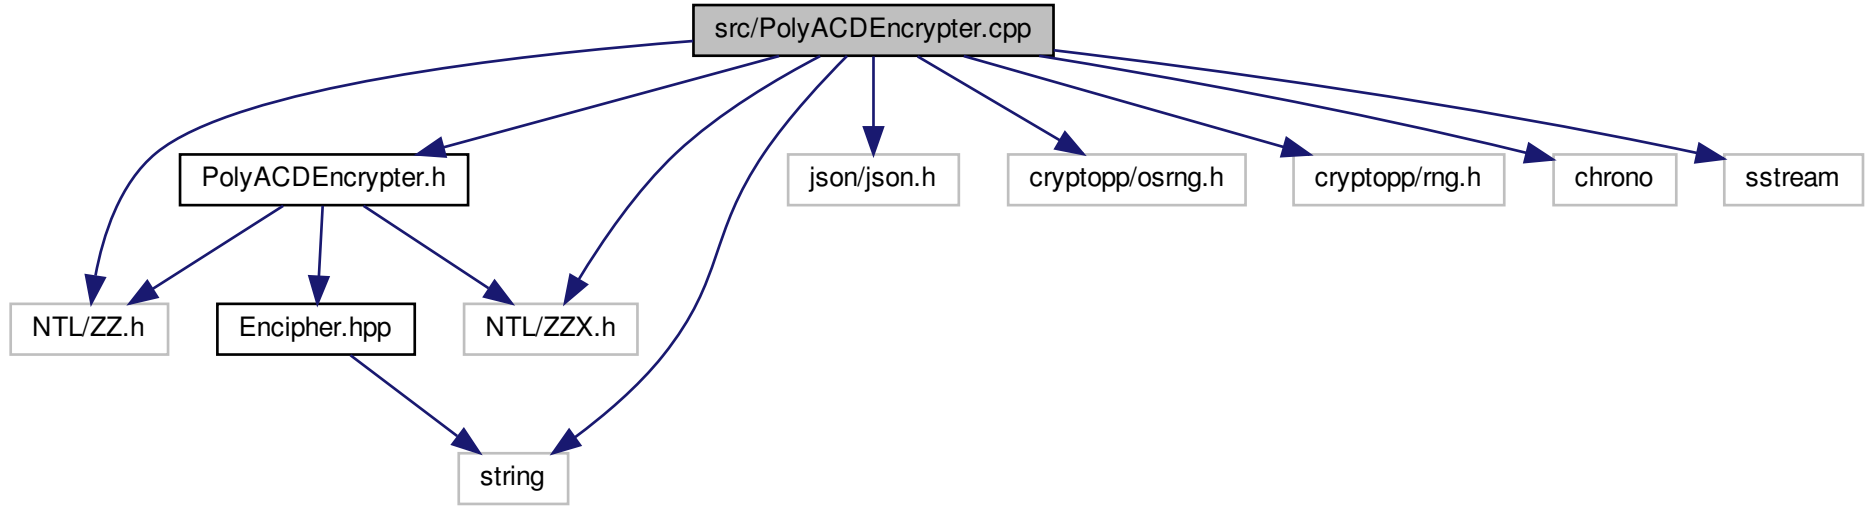 src/PolyACDEncrypter.cpp
PolyACDEncrypter.h
json/json.h
cryptopp/osrng.h
cryptopp/rng.h
chrono
sstream
NTL/ZZ.h
Encipher.hpp
NTL/ZZX.h
string